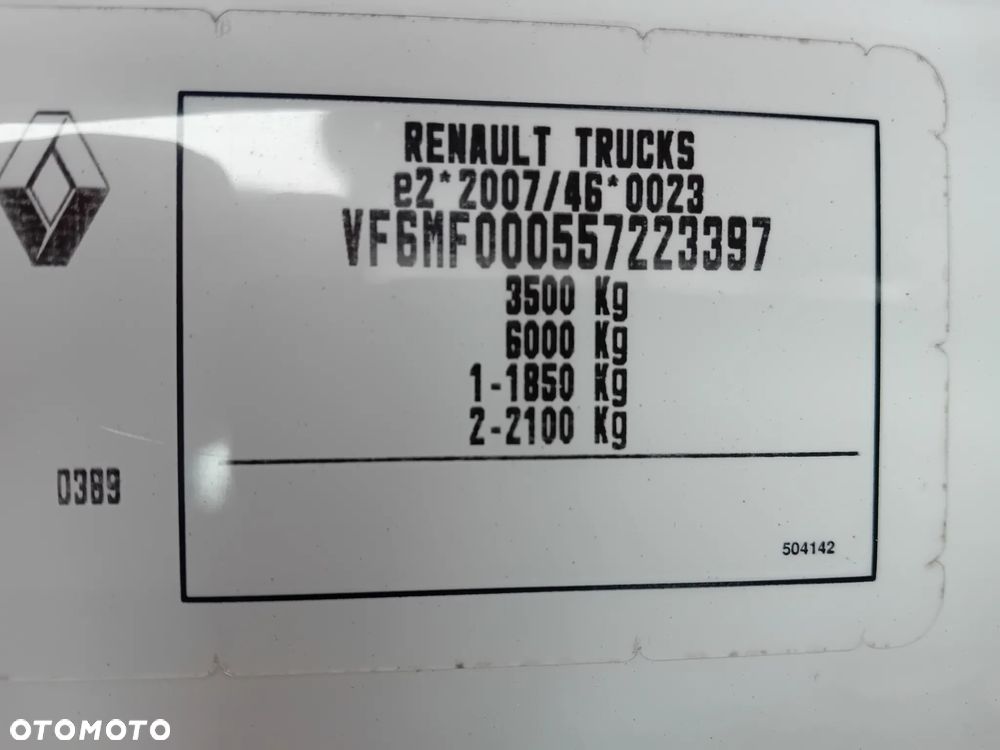 RENAULT TRUCKS
e2*2007/46*0023
VF6MF000557223397
3500 Kg
6000 Kg
1-1850 Kg
2-2100 Kg
0389
504142
OTOMOTO